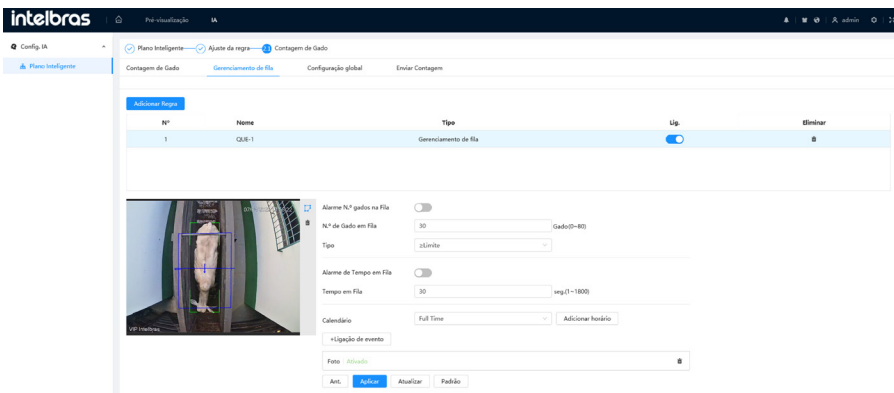 intelbras
Pré-visualização IA admin
Config. IA
Plano Inteligente
Plano Inteligente Ajuste da regra Contagem de Gado
Contagem de Gado Gerenciamento de fila Configuração global Enviar Contagem
Adicionar Regra
Nº Nome Tipo Lig. Eliminar
1 QUE-1 Gerenciamento de fila
Alarme N.º gados na Fila
N.º de Gado em Fila 30 Gado(0~80)
Tipo ≥Limite
Alarme de Tempo em Fila
Tempo em Fila 30 seg.(1~1800)
Calendário Full Time Adicionar horário
+Ligação de evento
VIP Intelbras
Foto - Ativado
Ant. Aplicar Atualizar Padrão